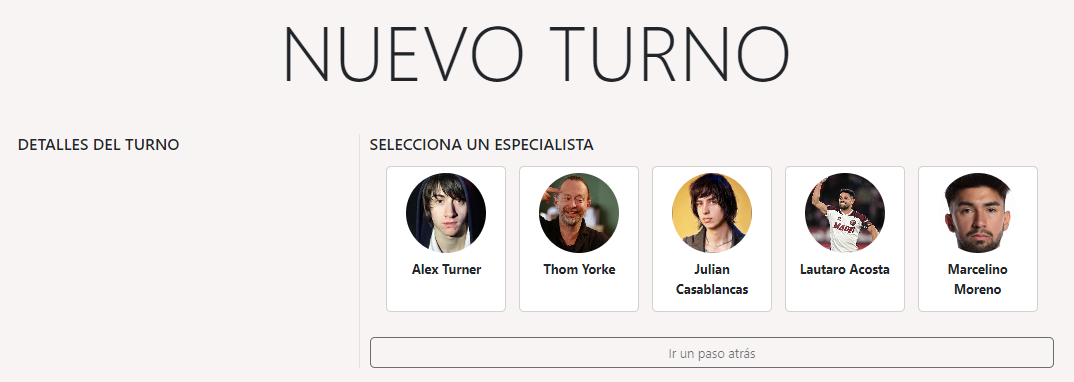 NUEVO TURNO
DETALLES DEL TURNO
SELECCIONA UN ESPECIALISTA
Alex Turner
Thom Yorke
Julian
Casablancas
Lautaro Acosta
Marcelino
Moreno
Ir un paso atrás